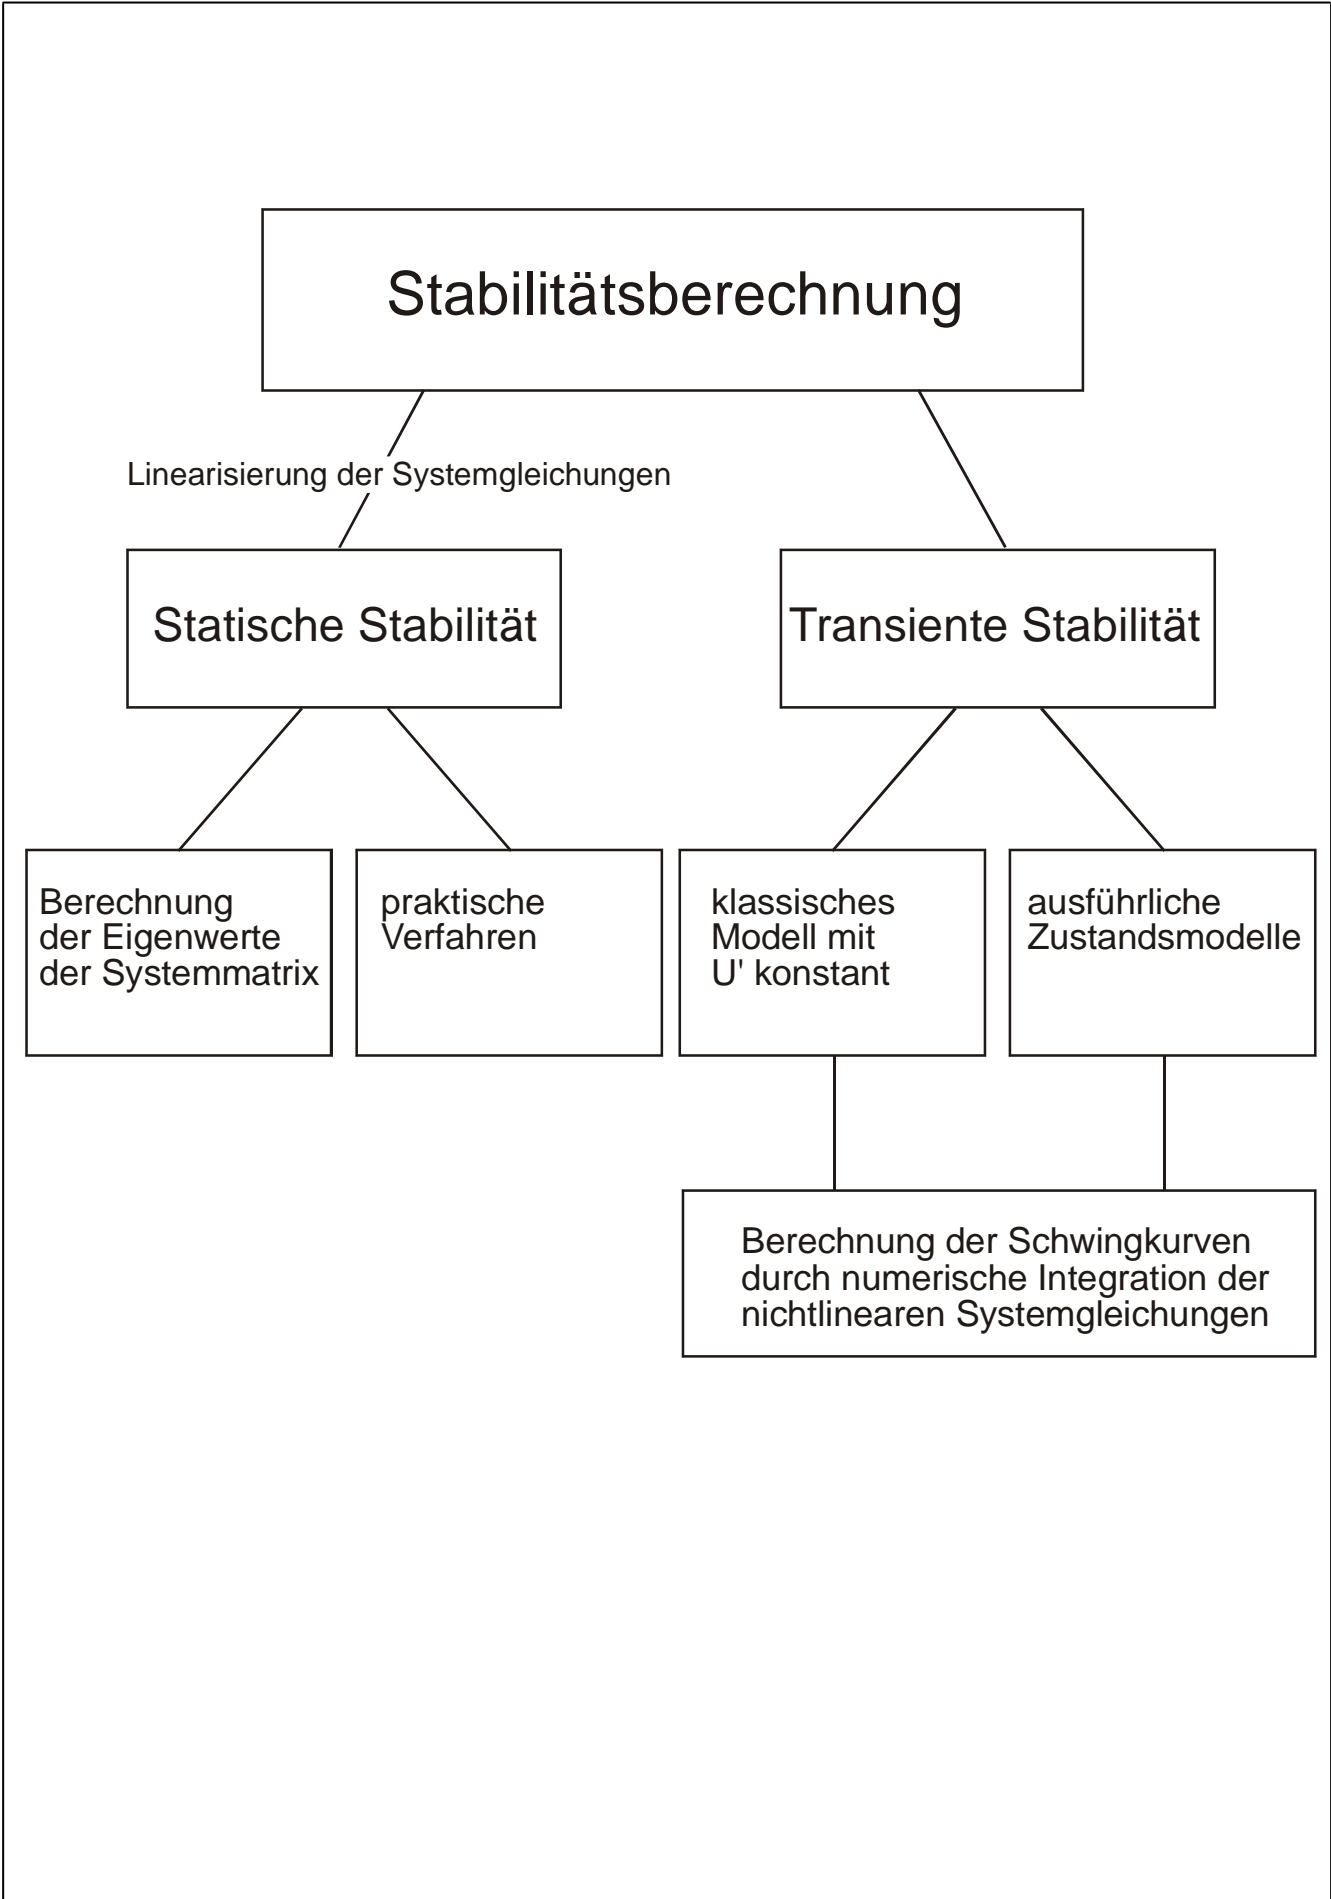 Stabilitätsberechnung
Linearisierung der Systemgleichungen
Statische Stabilität
Transiente Stabilität
Berechnung
der Eigenwerte
der Systemmatrix
praktische
Verfahren
klassisches
Modell mit
U' konstant
ausführliche
Zustandsmodelle
Berechnung der Schwingkurven
durch numerische Integration der
nichtlinearen Systemgleichungen